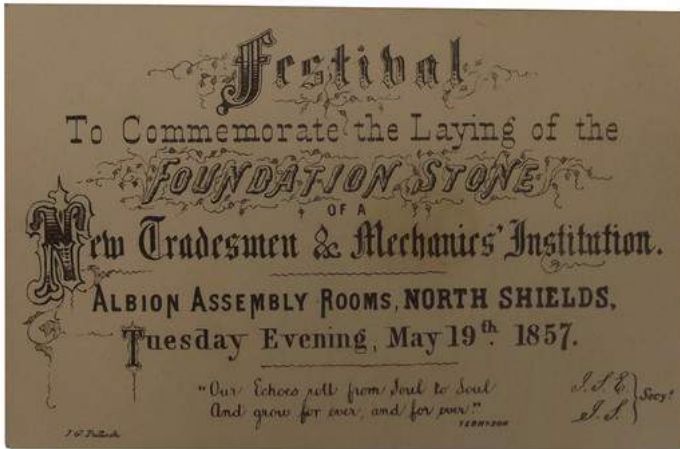 Festival
To Commemorate the Laying of the
FOUNDATION STONE
OF A
New Tradesmen & Mechanics' Institution.
ALBION ASSEMBLY ROOMS, NORTH SHIELDS,
Tuesday Evening, May 19th. 1857.
"Our Echoes roll from Soul to Soul
And grow for ever, and for ever."
TENNYSON
J. S. E.
J. S.
} Secys.